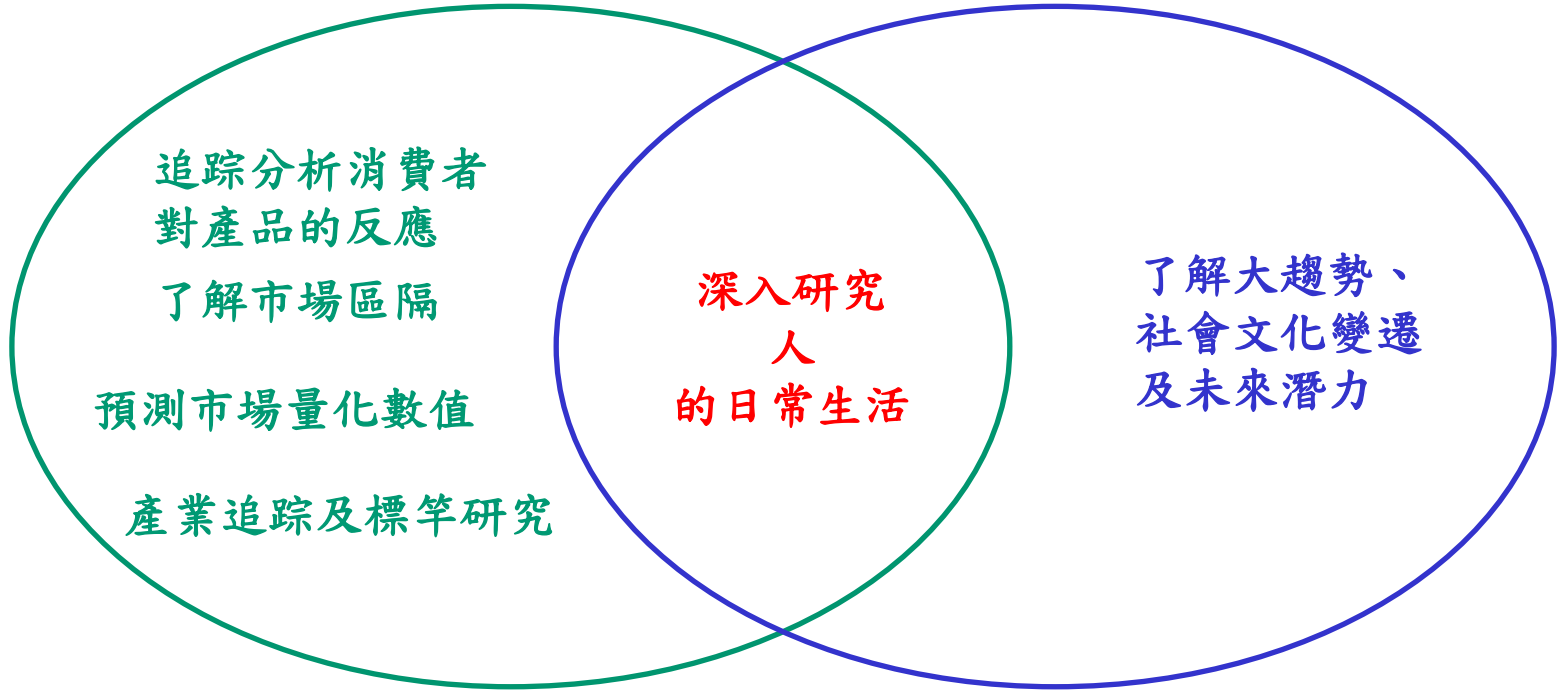 追踪分析消費者
對產品的反應
了解市場區隔
預測市場量化數值
產業追踪及標竿研究
深入研究
人
的日常生活
了解大趨勢、
社會文化變遷
及未來潛力